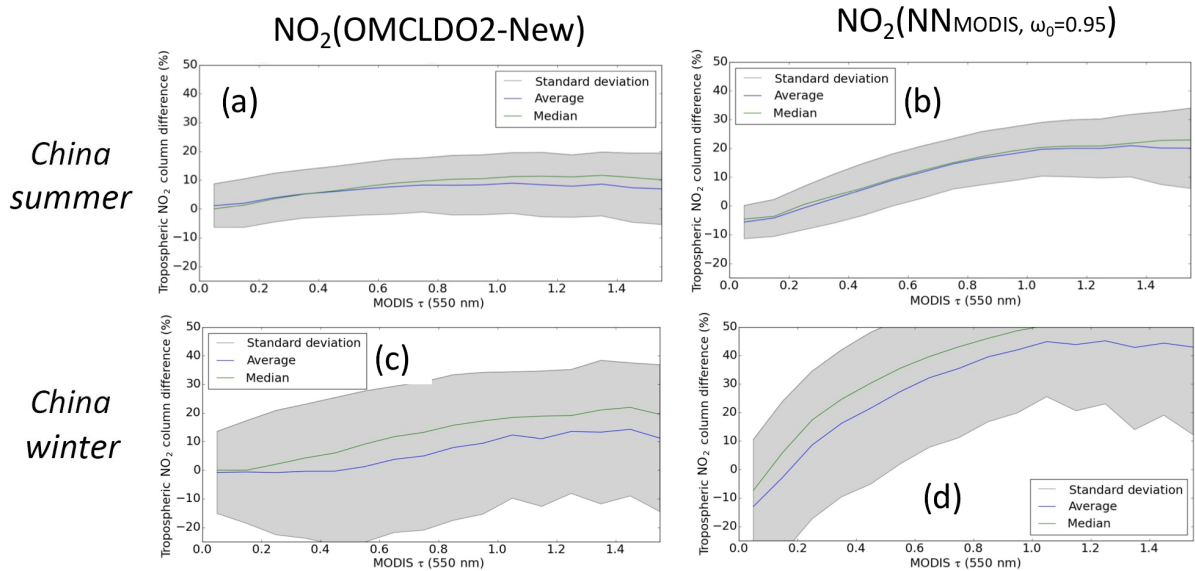 NO₂(OMCLDO2-New)
NO₂(NNMODIS, ω₀=0.95)
China
summer
Tropospheric NO₂ column difference (%)
50
40
30
20
10
0
−10
−20
(a)
Standard deviation
Average
Median
0.0 0.2 0.4 0.6 0.8 1.0 1.2 1.4
MODIS τ (550 nm)
Tropospheric NO₂ column difference (%)
50
40
30
20
10
0
−10
−20
Standard deviation
Average
Median
(b)
0.0 0.2 0.4 0.6 0.8 1.0 1.2 1.4
MODIS τ (550 nm)
China
winter
Tropospheric NO₂ column difference (%)
50
40
30
20
10
0
−10
−20
Standard deviation
Average
Median
(c)
0.0 0.2 0.4 0.6 0.8 1.0 1.2 1.4
MODIS τ (550 nm)
Tropospheric NO₂ column difference (%)
50
40
30
20
10
0
−10
−20
(d)
Standard deviation
Average
Median
0.0 0.2 0.4 0.6 0.8 1.0 1.2 1.4
MODIS τ (550 nm)